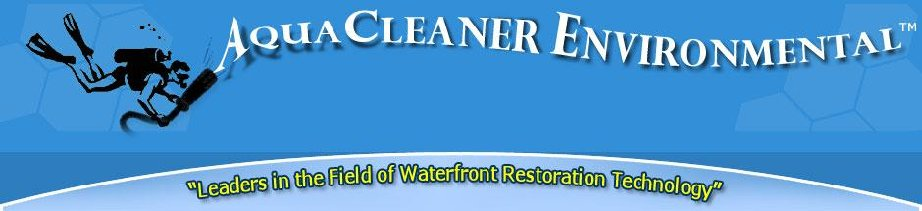 AquaCleaner Environmental™
"Leaders in the Field of Waterfront Restoration Technology"